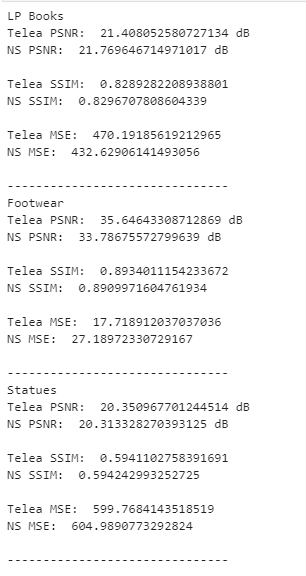 LP Books
Telea PSNR:  21.408052580727134 dB
NS PSNR:  21.769646714971017 dB
Telea SSIM:  0.8289282208938801
NS SSIM:  0.8296707808604339
Telea MSE:  470.19185619212965
NS MSE:  432.62906141493056
-------------------------------
Footwear
Telea PSNR:  35.64643308712869 dB
NS PSNR:  33.78675572799639 dB
Telea SSIM:  0.8934011154233672
NS SSIM:  0.8909971604761934
Telea MSE:  17.718912037037036
NS MSE:  27.18972330729167
-------------------------------
Statues
Telea PSNR:  20.350967701244514 dB
NS PSNR:  20.313328270393125 dB
Telea SSIM:  0.5941102758391691
NS SSIM:  0.594242993252725
Telea MSE:  599.7684143518519
NS MSE:  604.9890773292824
-------------------------------